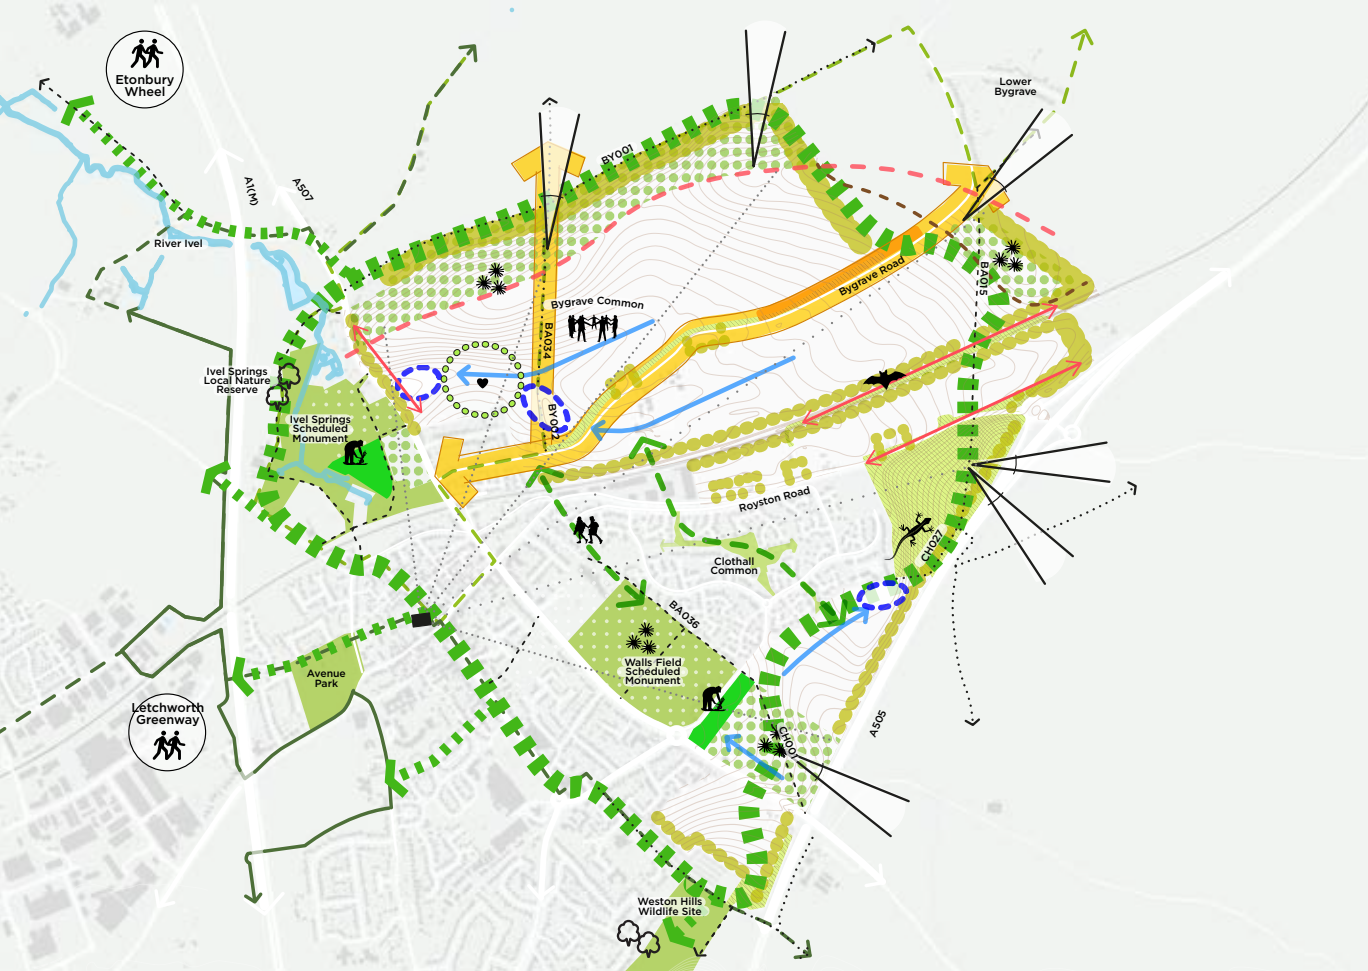 Etonbury
Wheel
Lower
Bygrave
BY001
A1(M)
A507
River Ivel
BA015
Bygrave Road
Bygrave Common
BA034
Ivel Springs
Local Nature
Reserve
BY002
Ivel Springs
Scheduled
Monument
Royston Road
CH027
Clothall
Common
BA036
Walls Field
Scheduled
Monument
Avenue
Park
Letchworth
Greenway
A505
CH001
Weston Hills
Wildlife Site